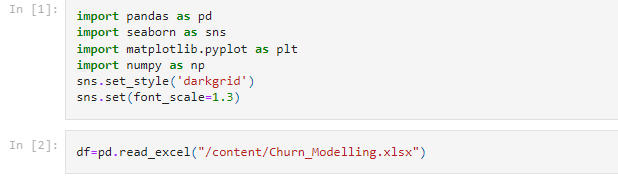 In [1]:
import pandas as pd
import seaborn as sns
import matplotlib.pyplot as plt
import numpy as np
sns.set_style('darkgrid')
sns.set(font_scale=1.3)
In [2]:
df=pd.read_excel("/content/Churn_Modelling.xlsx")